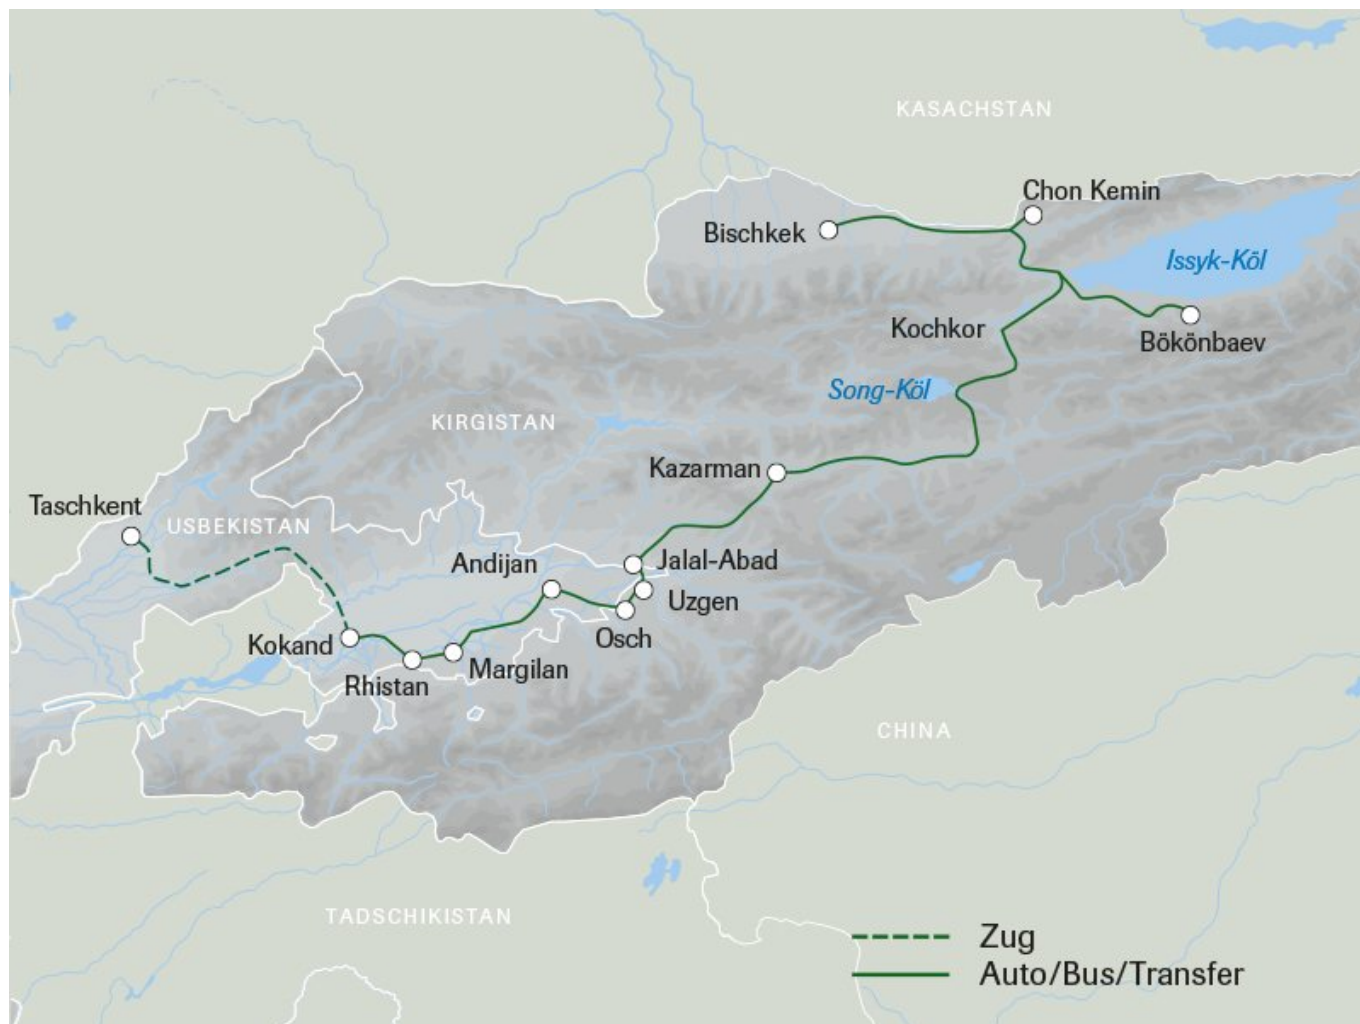 KASACHSTAN
Chon Kemin
Bischkek
Issyk-Köl
Kochkor
Bökönbaev
Song-Köl
KIRGISTAN
Kazarman
Taschkent
USBEKISTAN
Andijan
Jalal-Abad
Uzgen
Osch
Kokand
Margilan
Rhistan
CHINA
TADSCHIKISTAN
Zug
Auto/Bus/Transfer